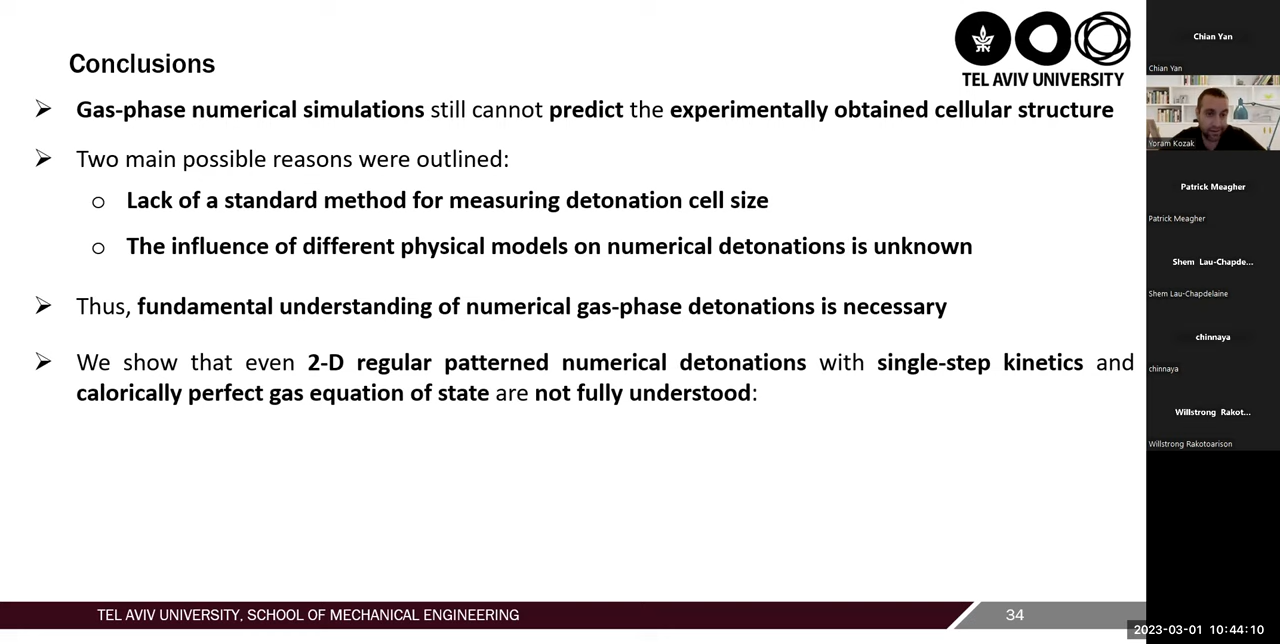 Conclusions
TEL AVIV UNIVERSITY
➢ Gas-phase numerical simulations still cannot predict the experimentally obtained cellular structure
➢ Two main possible reasons were outlined:
o Lack of a standard method for measuring detonation cell size
o The influence of different physical models on numerical detonations is unknown
➢ Thus, fundamental understanding of numerical gas-phase detonations is necessary
➢ We show that even 2-D regular patterned numerical detonations with single-step kinetics and
calorically perfect gas equation of state are not fully understood:
TEL AVIV UNIVERSITY, SCHOOL OF MECHANICAL ENGINEERING
34
Chian Yan
Chian Yan
Yoram Kozak
Patrick Meagher
Patrick Meagher
Shem Lau-Chapde...
Shem Lau-Chapdelaine
chinnaya
chinnaya
Willstrong Rakot...
Willstrong Rakotoarison
2023-03-01 10:44:10